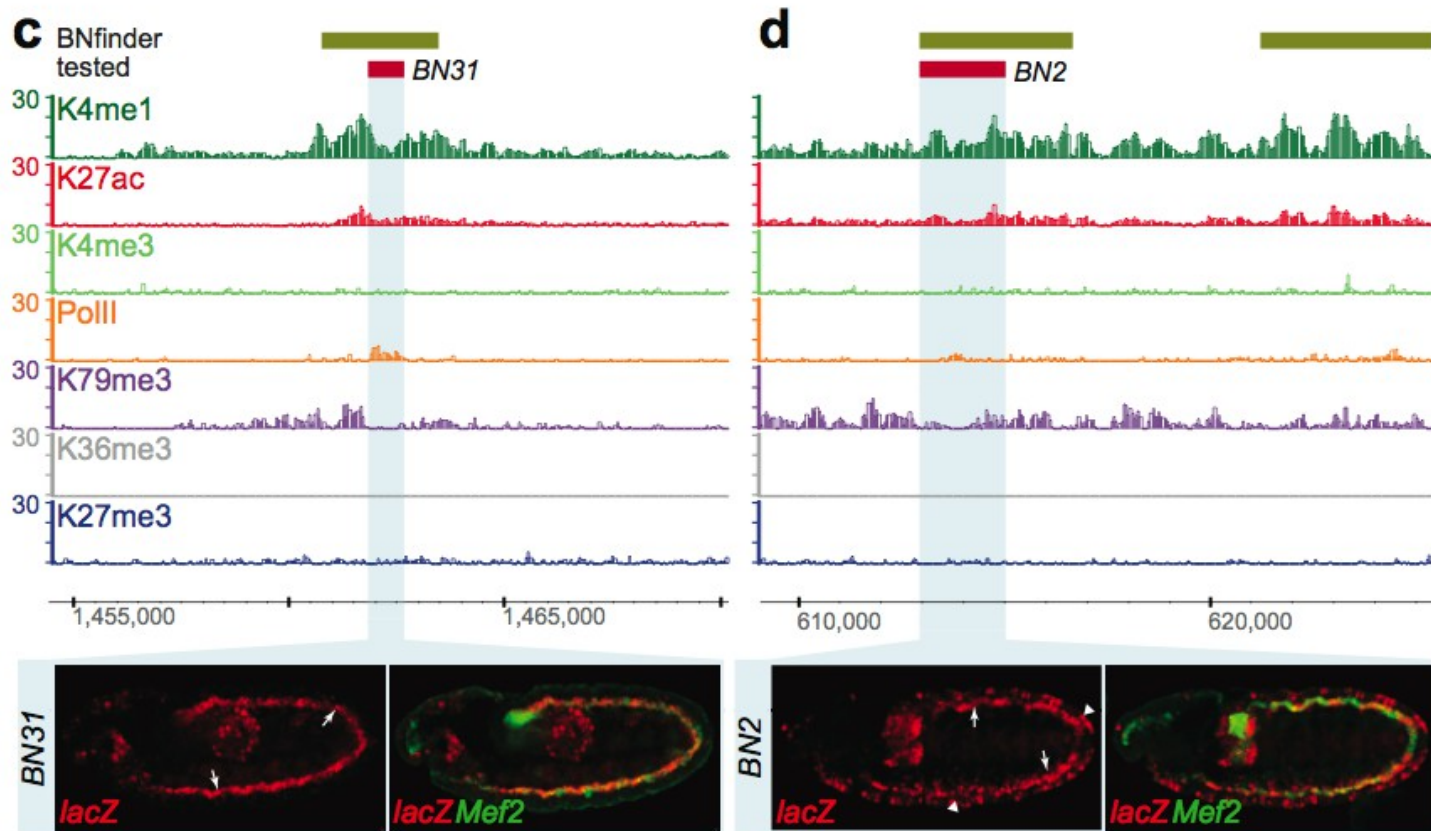 c
BNfinder
tested
BN31
30
K4me1
30
K27ac
30
K4me3
30
PolII
30
K79me3
30
K36me3
30
K27me3
1,455,000
1,465,000
BN31
lacZ
lacZ Mef2
d
BN2
610,000
620,000
BN2
lacZ
lacZ Mef2